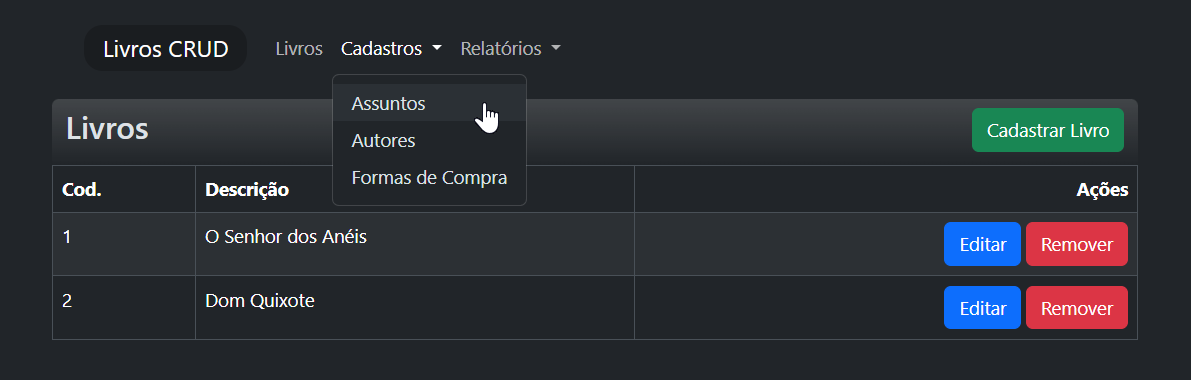 Livros CRUD Livros Cadastros Relatórios
Assuntos
Autores
Formas de Compra
Livros Cadastrar Livro
Cod. Descrição Ações
1 O Senhor dos Anéis Editar Remover
2 Dom Quixote Editar Remover